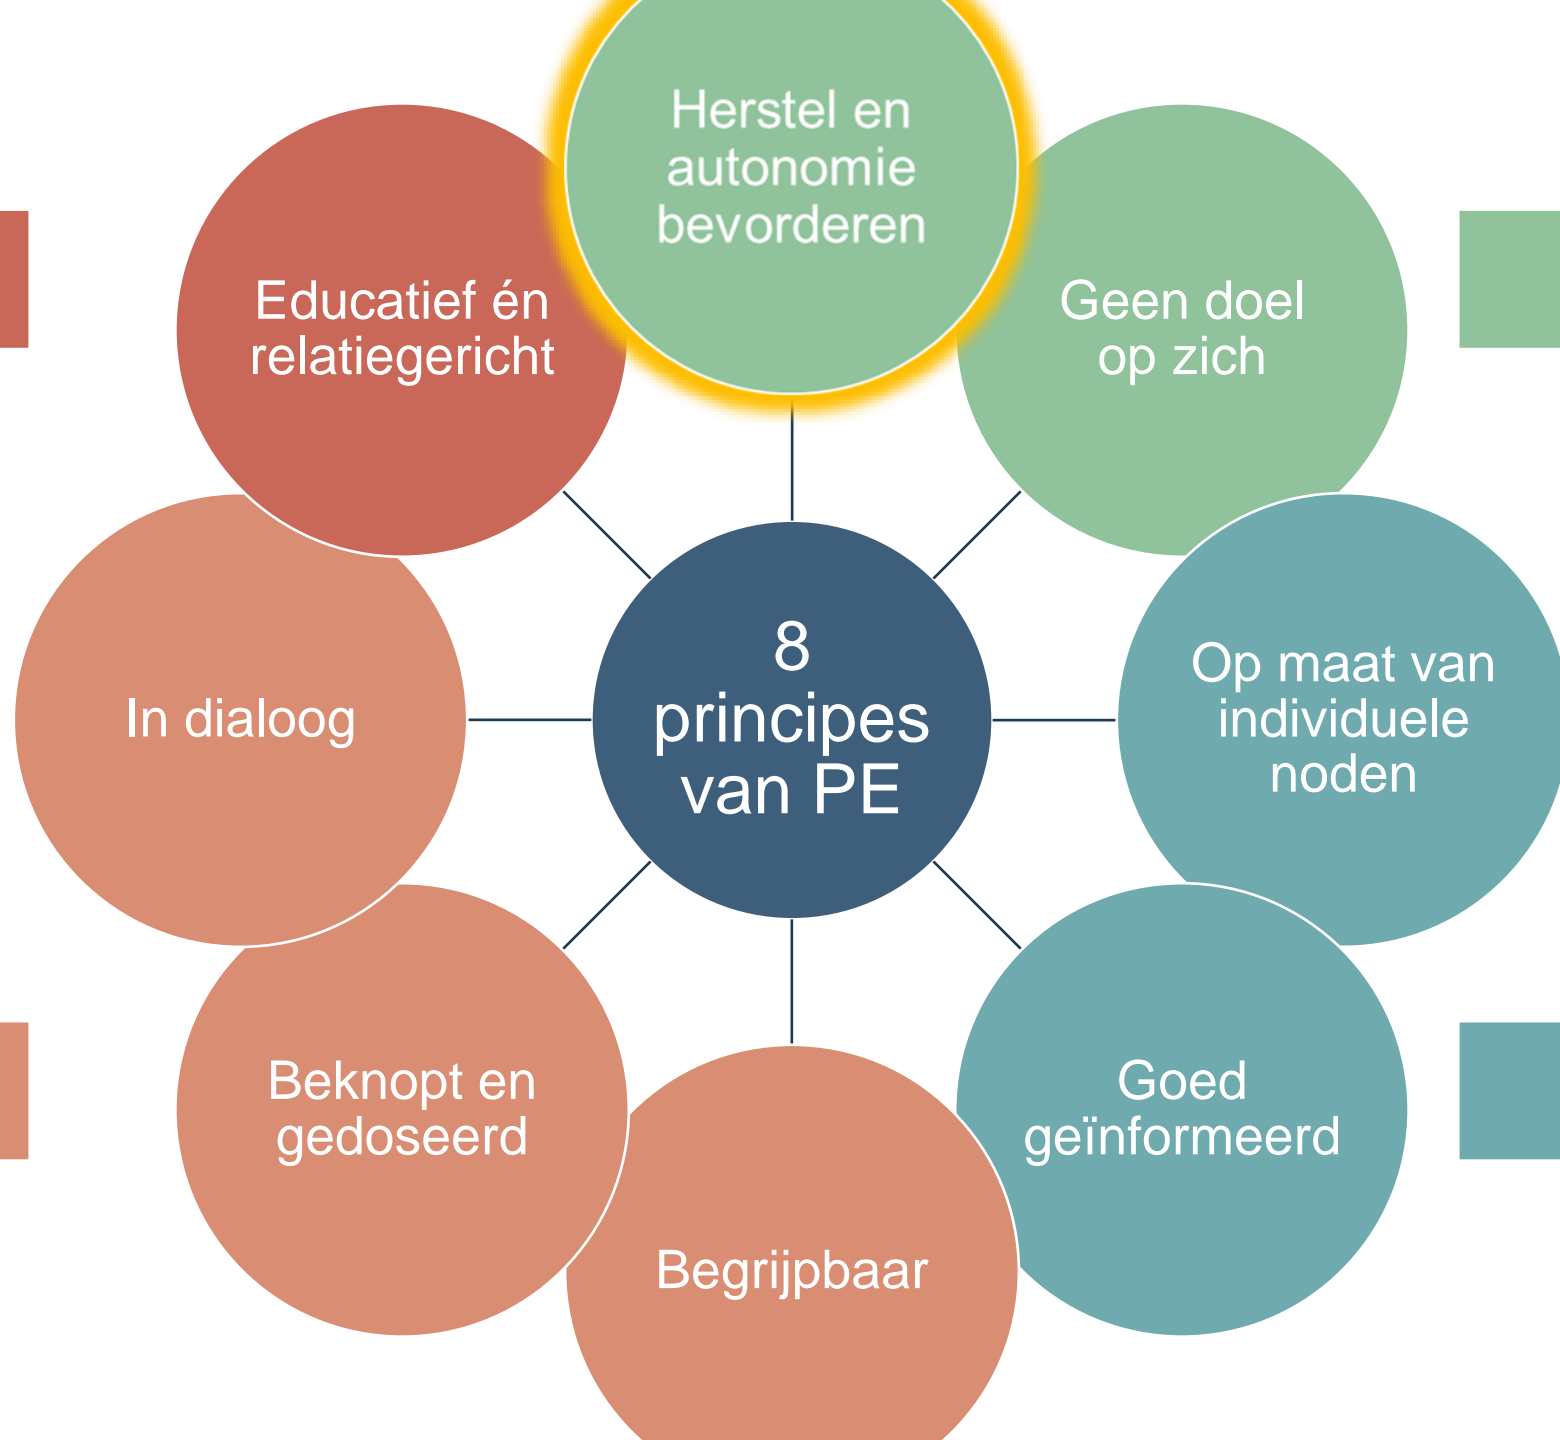 Herstel en
autonomie
bevorderen
Geen doel
op zich
Op maat van
individuele
noden
Goed
geïnformeerd
Begrijpbaar
Beknopt en
gedoseerd
In dialoog
Educatief én
relatiegericht
8
principes
van PE